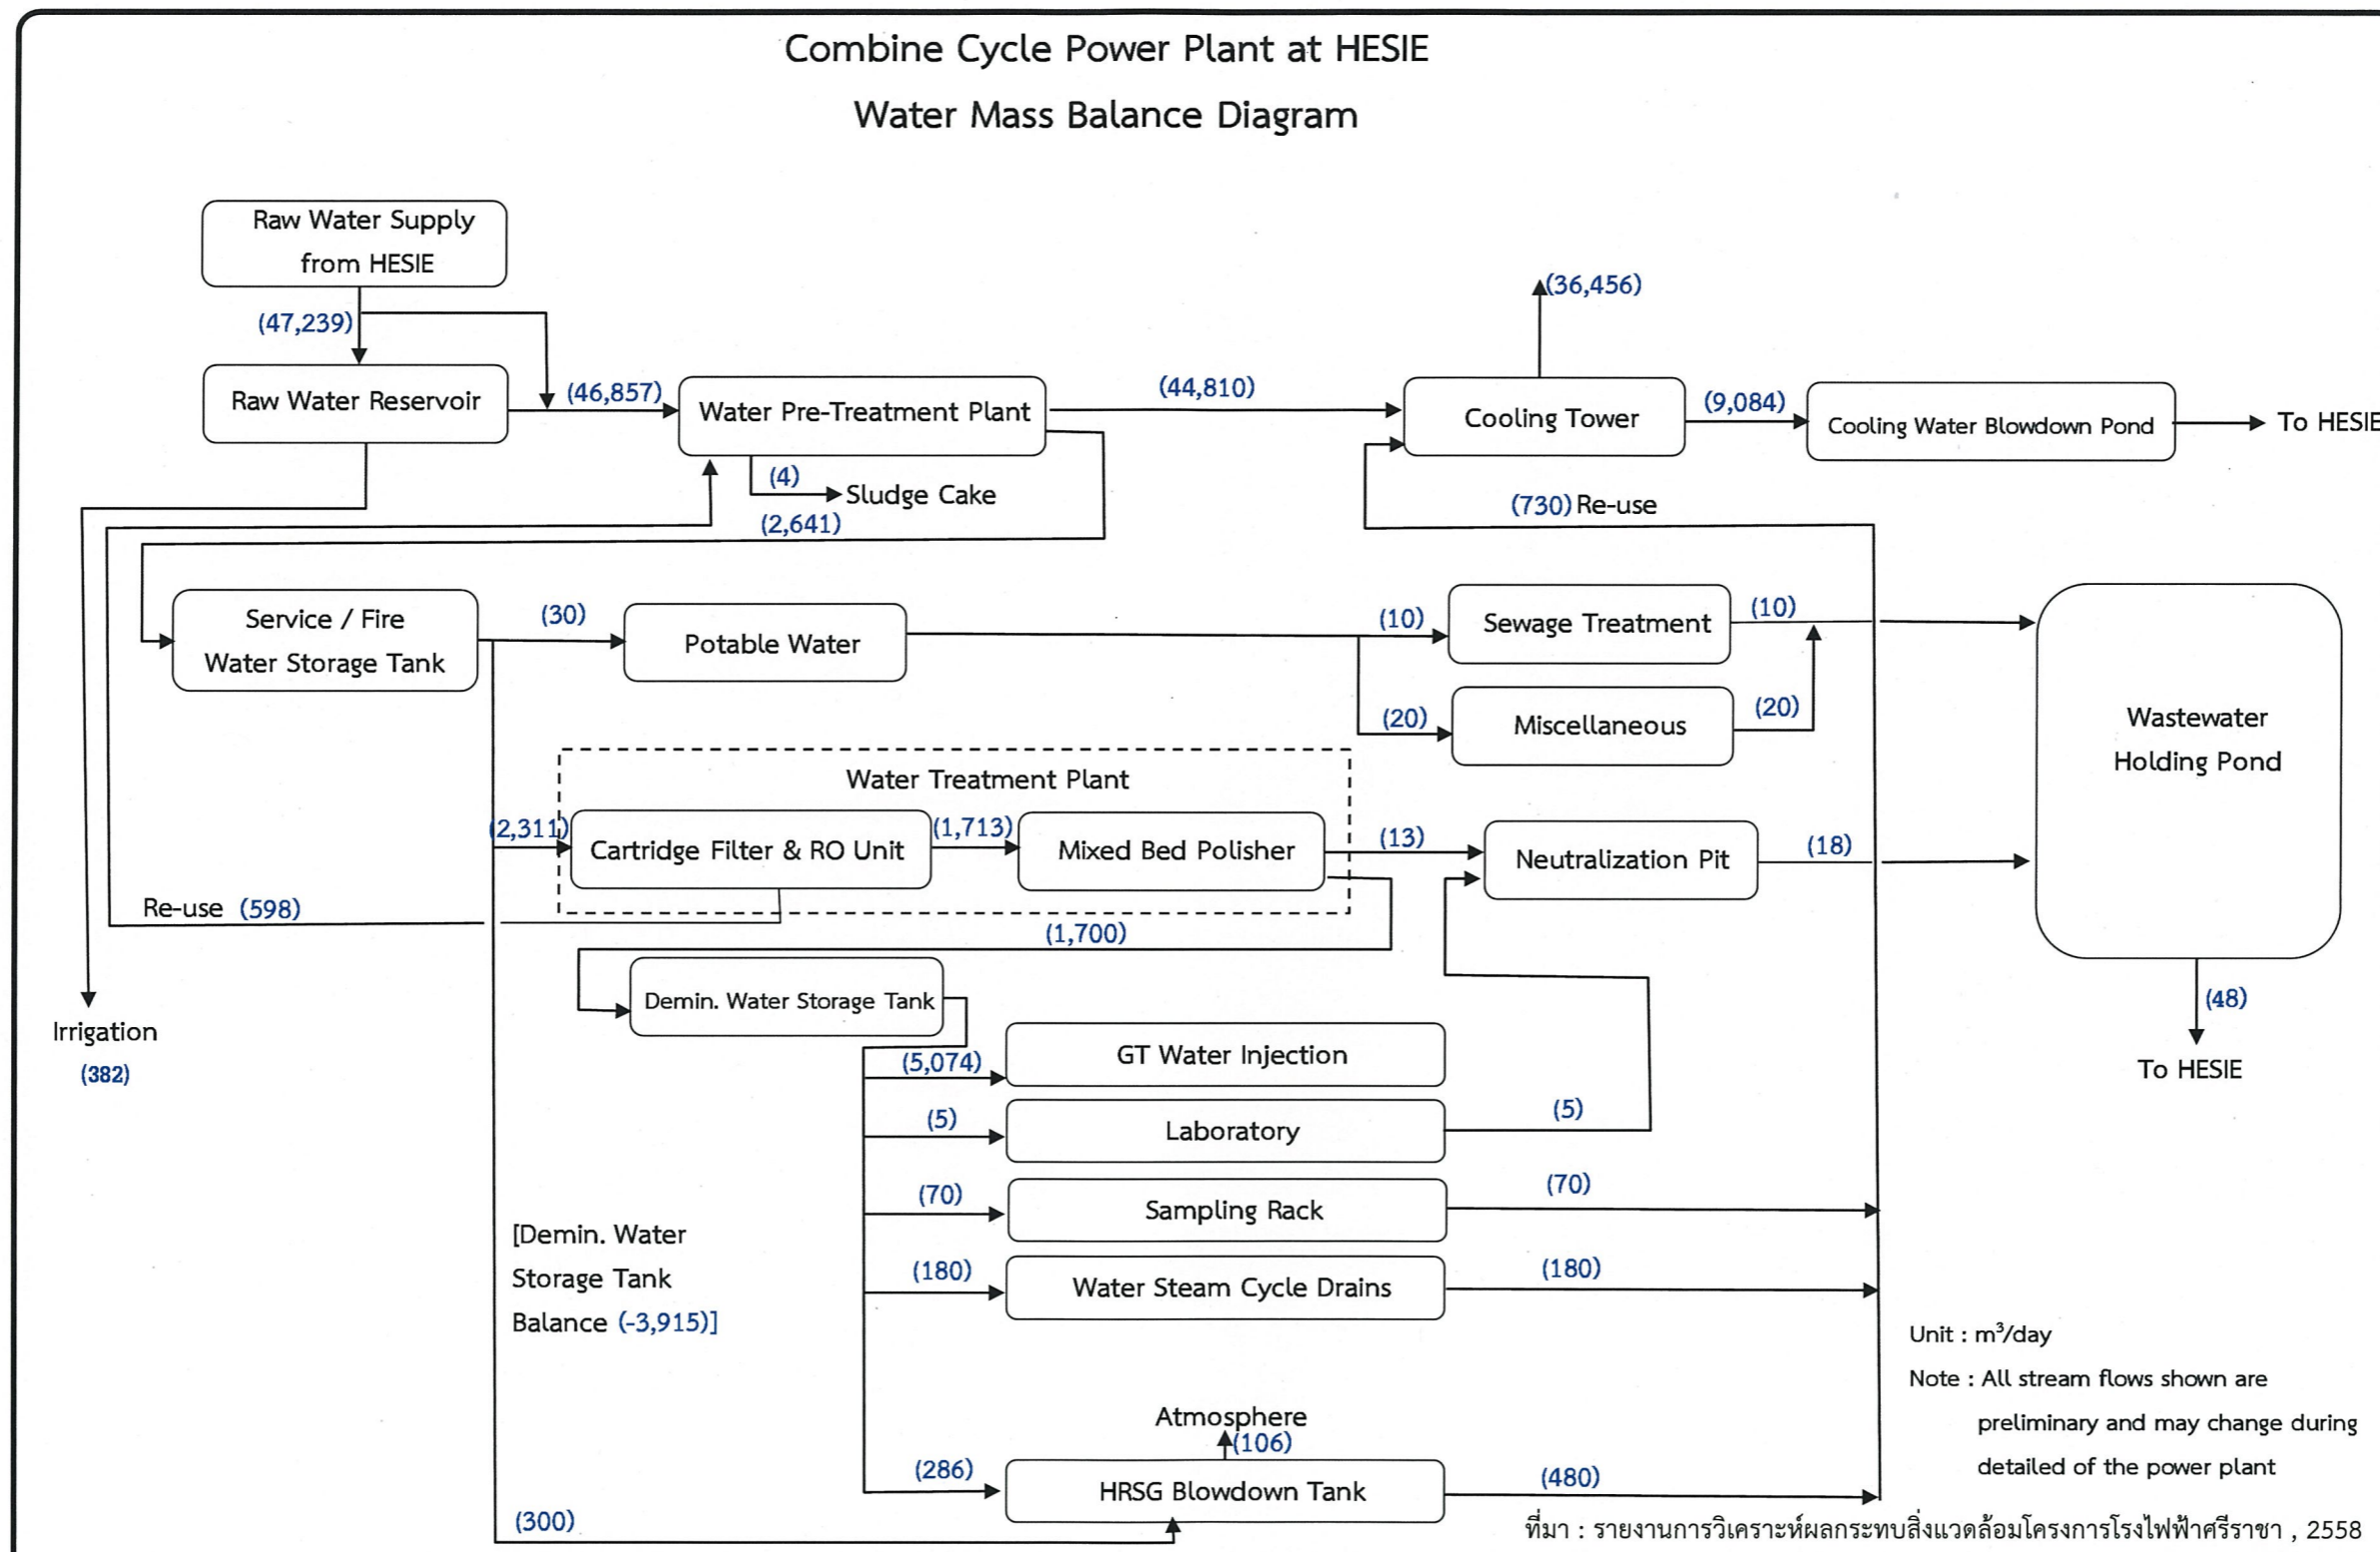 Combine Cycle Power Plant at HESIE
Water Mass Balance Diagram
Raw Water Supply
from HESIE
(47,239)
(36,456)
Raw Water Reservoir
(46,857)
Water Pre-Treatment Plant
(44,810)
Cooling Tower
(9,084)
Cooling Water Blowdown Pond
To HESIE
(4)
Sludge Cake
(2,641)
(730) Re-use
Service / Fire
Water Storage Tank
(30)
Potable Water
(10)
Sewage Treatment
(10)
(20)
Miscellaneous
(20)
Wastewater
Holding Pond
Water Treatment Plant
(2,311)
Cartridge Filter & RO Unit
(1,713)
Mixed Bed Polisher
(13)
Neutralization Pit
(18)
Re-use (598)
(1,700)
Demin. Water Storage Tank
(48)
To HESIE
Irrigation
(382)
(5,074)
GT Water Injection
(5)
Laboratory
(5)
(70)
Sampling Rack
(70)
[Demin. Water
Storage Tank
Balance (-3,915)]
(180)
Water Steam Cycle Drains
(180)
Atmosphere
(106)
(286)
HRSG Blowdown Tank
(480)
(300)
Unit : m³/day
Note : All stream flows shown are
preliminary and may change during
detailed of the power plant
ที่มา : รายงานการวิเคราะห์ผลกระทบสิ่งแวดล้อมโครงการโรงไฟฟ้าศรีราชา , 2558